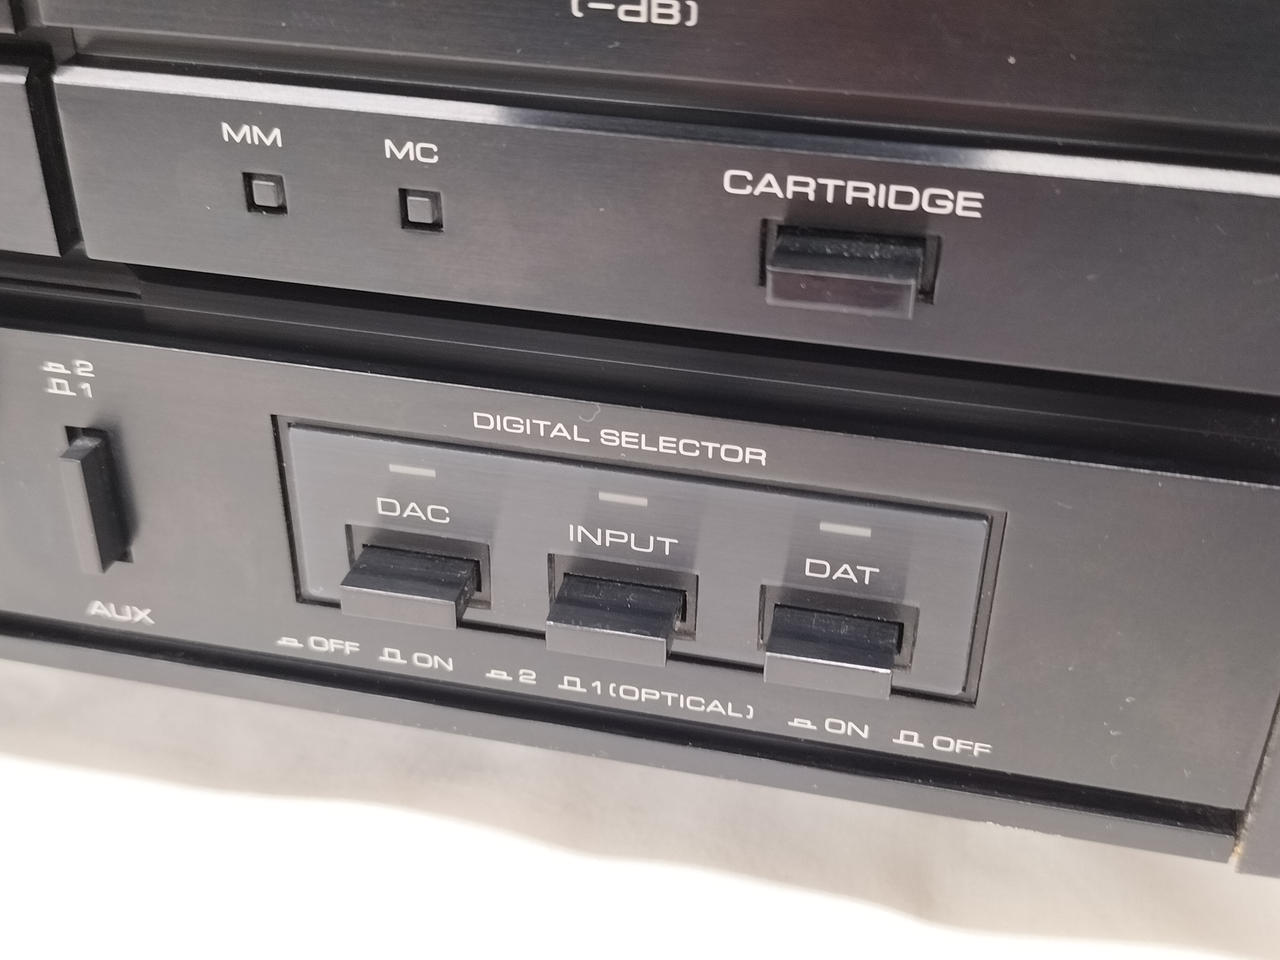 (-dB)
MM MC CARTRIDGE
2
1
DIGITAL SELECTOR
DAC INPUT DAT
AUX
OFF ON 2 1(OPTICAL) ON OFF